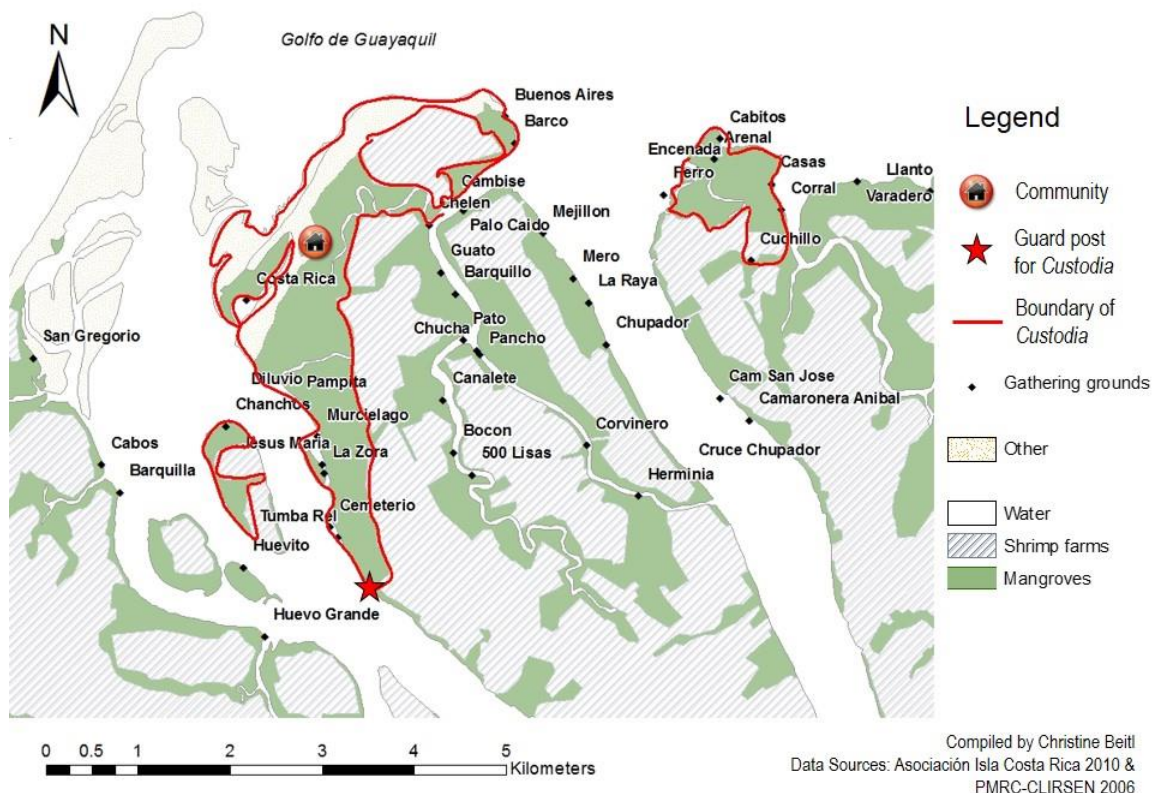 N
Golfo de Guayaquil
Buenos Aires
Barco
Cabitos
Arenal
Encenada
Casas
Ferro
Corral
Llanto
Varadero
Cambise
Chelen
Palo Caido
Mejillon
Guato
Cuchillo
Barquillo
Mero
La Raya
Costa Rica
San Gregorio
Chucha
Pato
Pancho
Chupador
Diluvio
Pampita
Canalete
Cam San Jose
Camaronera Anibal
Chanchos
Murcielago
Cabos
Jesus Maria
La Zora
Bocon
Corvinero
500 Lisas
Cruce Chupador
Barquilla
Herminia
Cemeterio
Tumba Rel
Huevito
Huevo Grande
Legend
Community
Guard post
for Custodia
Boundary of
Custodia
Gathering grounds
Other
Water
Shrimp farms
Mangroves
0 0.5 1 2 3 4 5
Kilometers
Compiled by Christine Beitl
Data Sources: Asociación Isla Costa Rica 2010 &
PMRC-CLIRSEN 2006